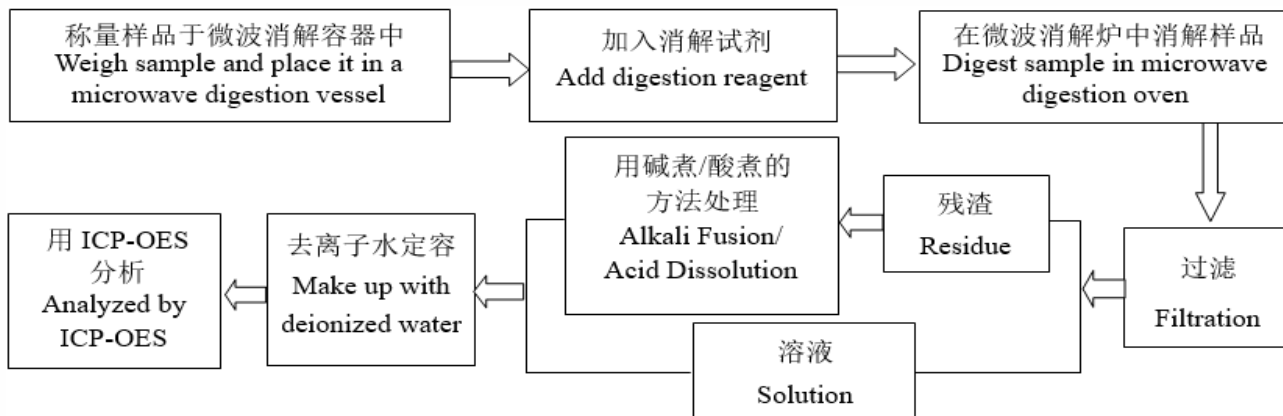 称量样品于微波消解容器中
Weigh sample and place it in a
microwave digestion vessel
加入消解试剂
Add digestion reagent
在微波消解炉中消解样品
Digest sample in microwave
digestion oven
过滤
Filtration
残渣
Residue
用碱煮/酸煮的
方法处理
Alkali Fusion/
Acid Dissolution
溶液
Solution
去离子水定容
Make up with
deionized water
用 ICP-OES
分析
Analyzed by
ICP-OES